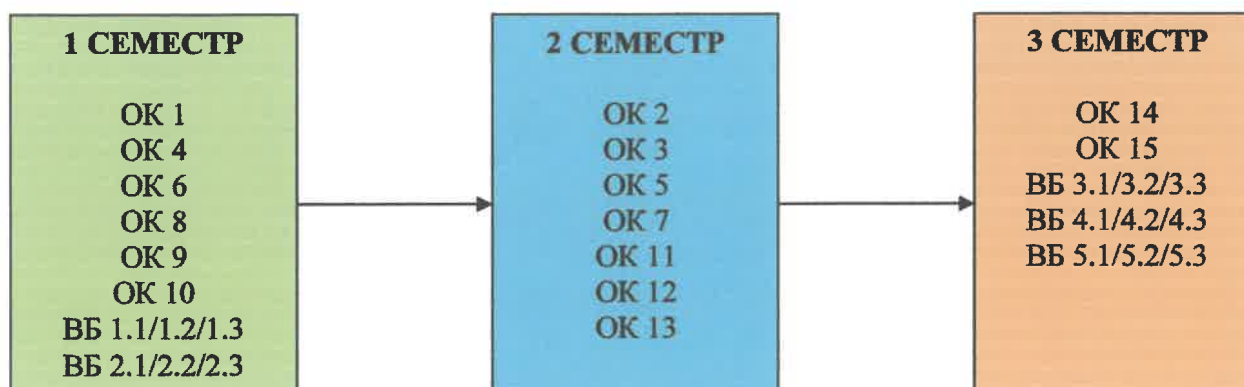 1 СЕМЕСТР
ОК 1
ОК 4
ОК 6
ОК 8
ОК 9
ОК 10
ВБ 1.1/1.2/1.3
ВБ 2.1/2.2/2.3
2 СЕМЕСТР
ОК 2
ОК 3
ОК 5
ОК 7
ОК 11
ОК 12
ОК 13
3 СЕМЕСТР
ОК 14
ОК 15
ВБ 3.1/3.2/3.3
ВБ 4.1/4.2/4.3
ВБ 5.1/5.2/5.3